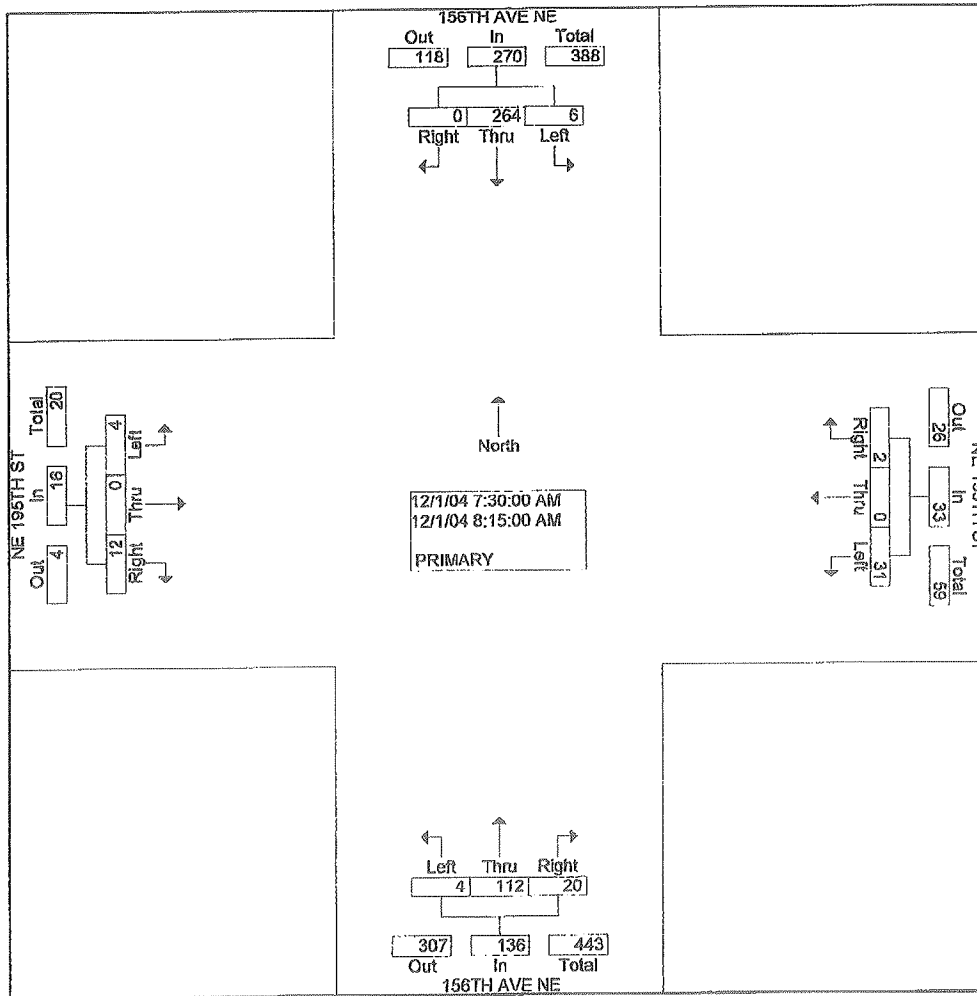 156TH AVE NE
Out In Total
118 270 388
0 264 6
Right Thru Left
NE 195TH ST
Total In Out
20 16 4
4 0 12
Left Thru Right
North
12/1/04 7:30:00 AM
12/1/04 8:15:00 AM
PRIMARY
Right Thru Left
2 0 31
Out In Total
26 33 59
Left Thru Right
4 112 20
307 136 443
Out In Total
156TH AVE NE